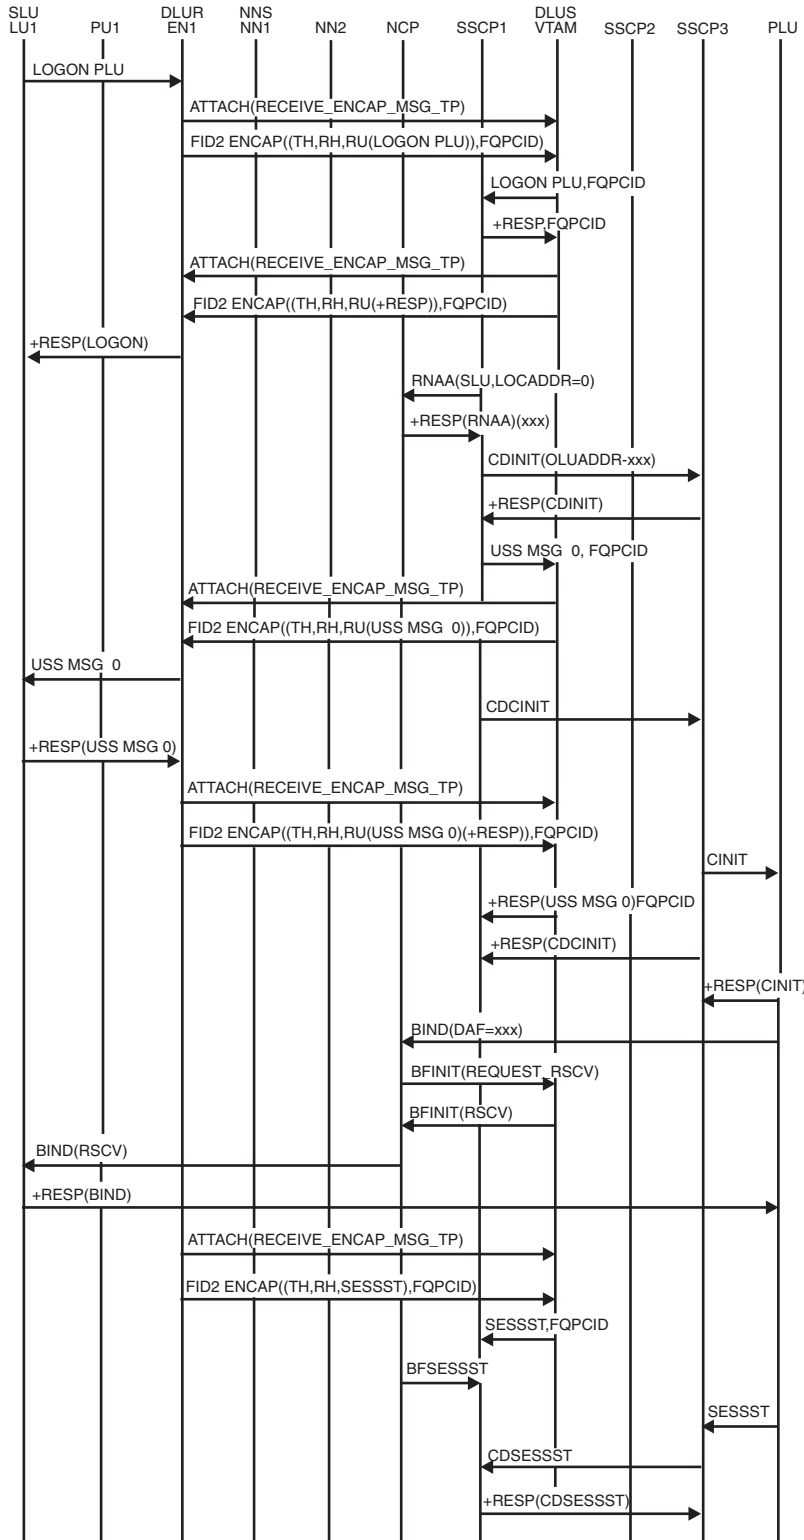 SLU DLUR NNS DLUS
LU1 PU1 EN1 NN1 NN2 NCP SSCP1 VTAM SSCP2 SSCP3 PLU
LOGON PLU
ATTACH(RECEIVE_ENCAP_MSG_TP)
FID2 ENCAP((TH,RH,RU(LOGON PLU)),FQPCID)
LOGON PLU,FQPCID
+RESP,FQPCID
ATTACH(RECEIVE_ENCAP_MSG_TP)
FID2 ENCAP((TH,RH,RU(+RESP)),FQPCID)
+RESP(LOGON)
RNAA(SLU,LOCADDR=0)
+RESP(RNAA)(xxx)
CDINIT(OLUADDR-xxx)
+RESP(CDINIT)
USS MSG 0, FQPCID
ATTACH(RECEIVE_ENCAP_MSG_TP)
FID2 ENCAP((TH,RH,RU(USS MSG 0)),FQPCID)
USS MSG 0
CDCINIT
+RESP(USS MSG 0)
ATTACH(RECEIVE_ENCAP_MSG_TP)
FID2 ENCAP((TH,RH,RU(USS MSG 0)(+RESP)),FQPCID)
CINIT
+RESP(USS MSG 0)FQPCID
+RESP(CDCINIT)
+RESP(CINIT)
BIND(DAF=xxx)
BFINIT(REQUEST_RSCV)
BFINIT(RSCV)
BIND(RSCV)
+RESP(BIND)
ATTACH(RECEIVE_ENCAP_MSG_TP)
FID2 ENCAP((TH,RH,SESSST),FQPCID)
SESSST,FQPCID
BFSESSST
SESSST
CDSESSST
+RESP(CDSESSST)